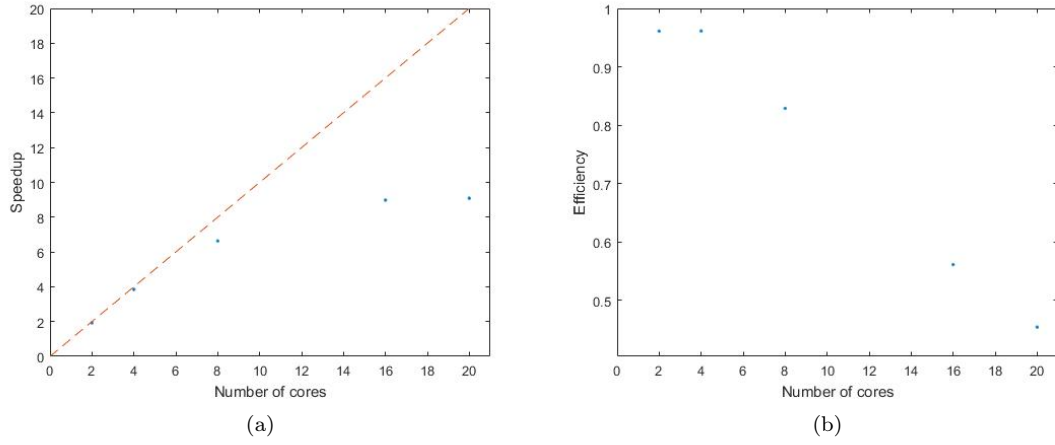 20
18
16
14
12
10
8
6
4
2
0
Speedup
0 2 4 6 8 10 12 14 16 18 20
Number of cores
(a)
1
0.9
0.8
0.7
0.6
0.5
Efficiency
0 2 4 6 8 10 12 14 16 18 20
Number of cores
(b)